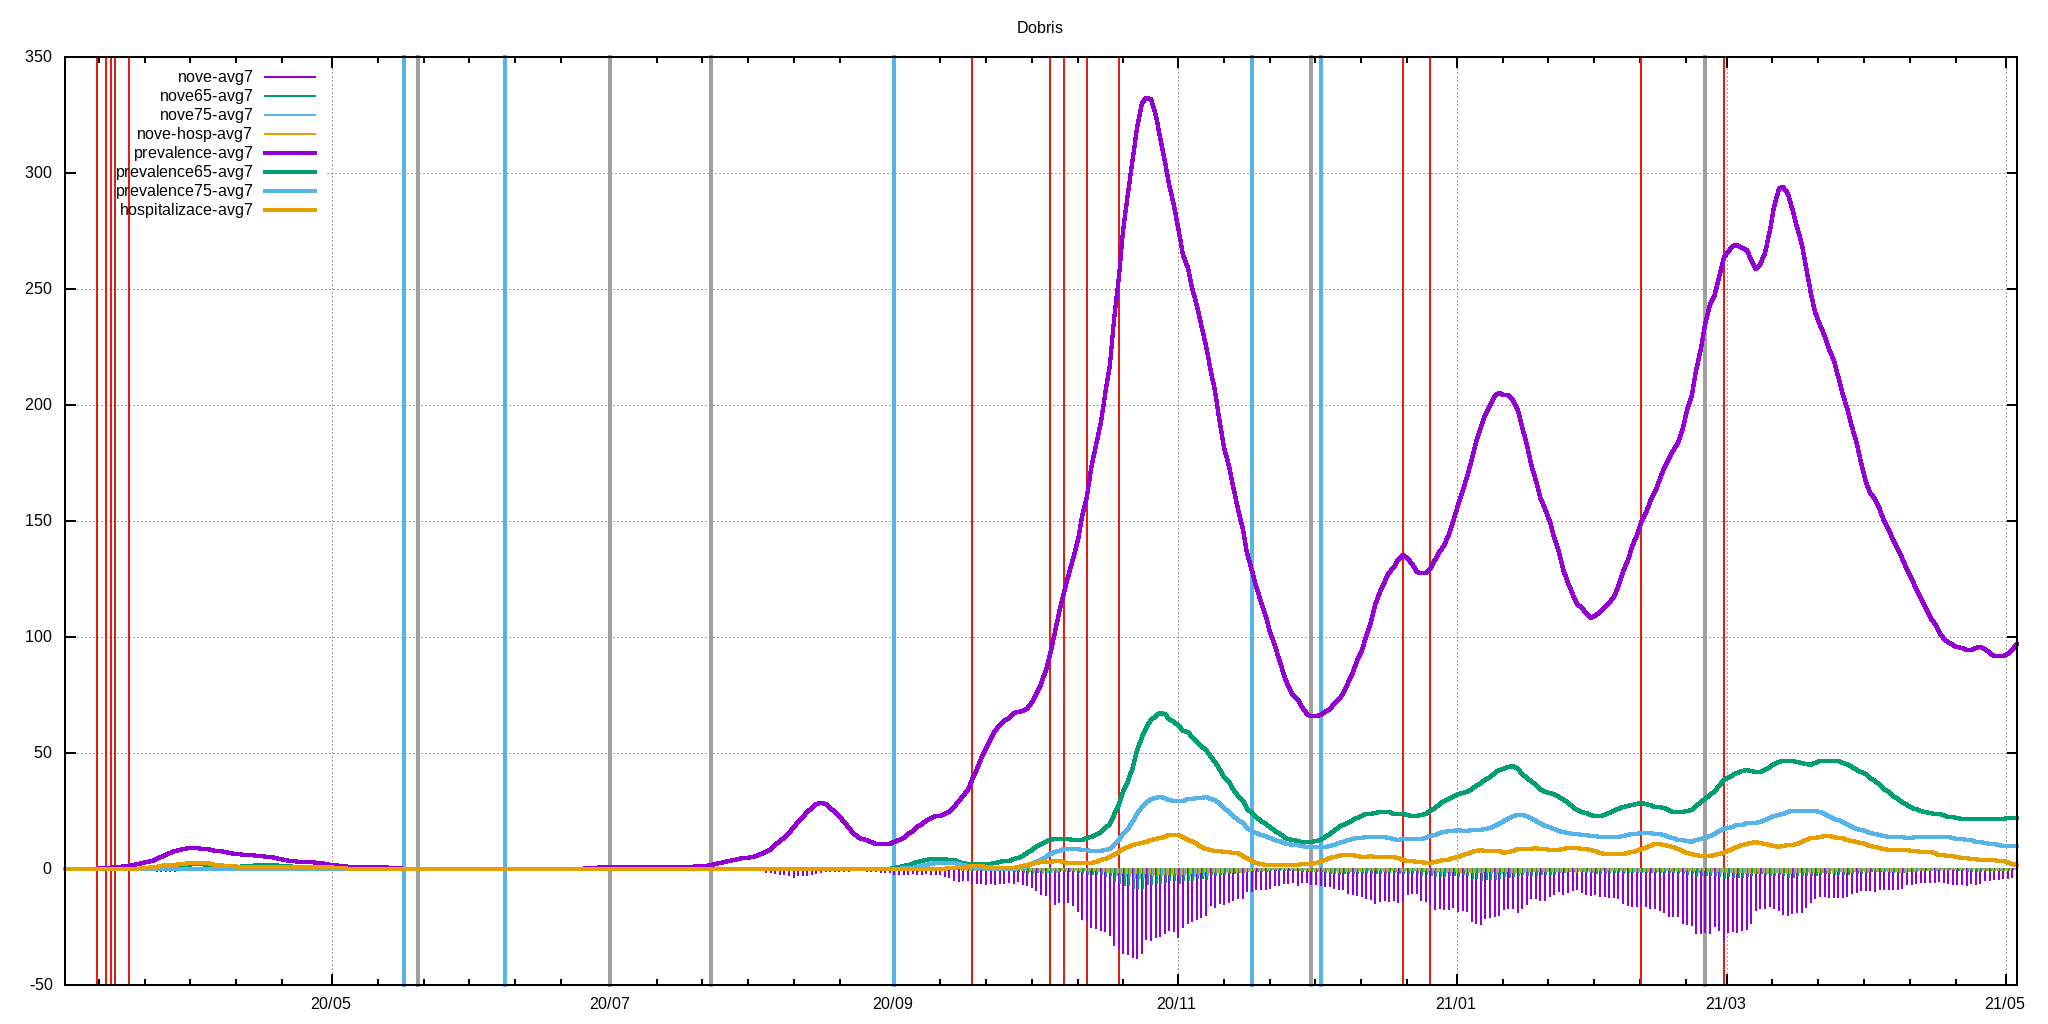 Dobris
350
300
250
200
150
100
50
0
-50
nove-avg7
nove65-avg7
nove75-avg7
nove-hosp-avg7
prevalence-avg7
prevalence65-avg7
prevalence75-avg7
hospitalizace-avg7
20/05 20/07 20/09 20/11 21/01 21/03 21/05